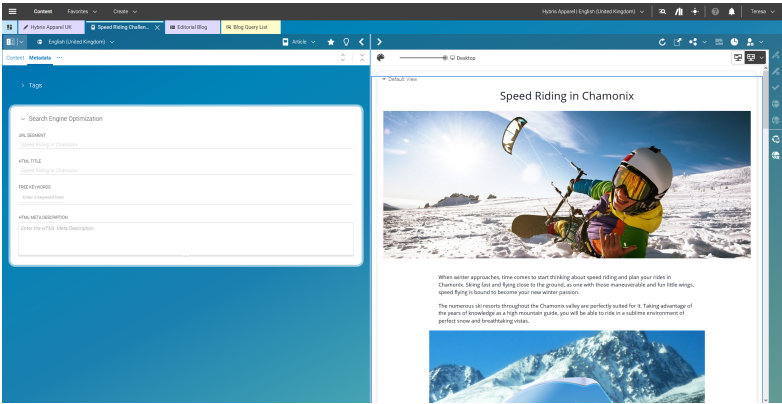 Content Favorites Create Hybris Apparel | English (United Kingdom) Teresa
Hybris Apparel UK Speed Riding Challen... Editorial Blog Blog Query List
English (United Kingdom) Article
Content Metadata ... Desktop
Default View
Tags
Speed Riding in Chamonix
Search Engine Optimization
URL SEGMENT
Speed Riding in Chamonix
HTML TITLE
Speed Riding in Chamonix
FREE KEYWORDS
Enter a keyword here.
HTML META DESCRIPTION
Enter the HTML Meta Description.
When winter approaches, time comes to start thinking about speed riding and plan your rides in
Chamonix. Skiing fast and flying close to the ground, as one with those maneuverable and fun little wings,
speed flying is bound to become your new winter passion.
The numerous ski resorts throughout the Chamonix valley are perfectly suited for it. Taking advantage of
the years of knowledge as a high mountain guide, you will be able to ride in a sublime environment of
perfect snow and breathtaking vistas.